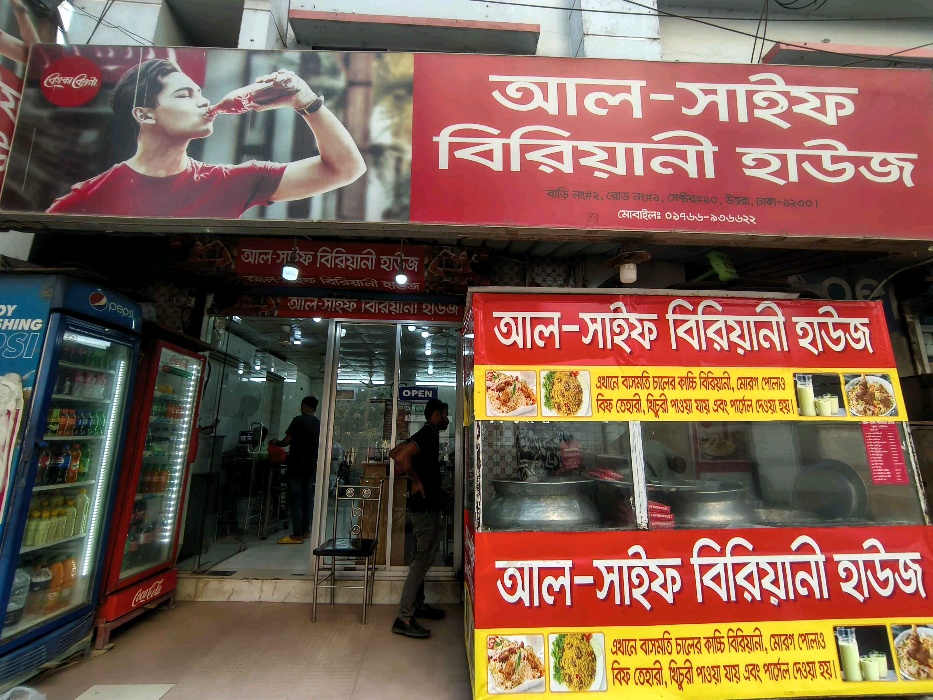 কোকা-কোলা
আল-সাইফ
বিরিয়ানী হাউজ
বাড়ি নং#২, রোড নং#১, সেক্টর#১০, উত্তরা, ঢাকা-১২৩০।
মোবাইলঃ ০১৭৬৬-৯৩৬৬২২
আল-সাইফ বিরিয়ানী হাউজ
আল-সাইফ বিরিয়ানী হাউজ
pepsi
PSI
OPEN
Coca-Cola
আল-সাইফ বিরিয়ানী হাউজ
এখানে বাসমতি চালের কাচ্চি বিরিয়ানী, মোরগ পোলাও
বিফ তেহারী, খিচুরী পাওয়া যায় এবং পার্সেল দেওয়া হয়।
আল-সাইফ বিরিয়ানী হাউজ
এখানে বাসমতি চালের কাচ্চি বিরিয়ানী, মোরগ পোলাও
বিফ তেহারী, খিচুরী পাওয়া যায় এবং পার্সেল দেওয়া হয়।